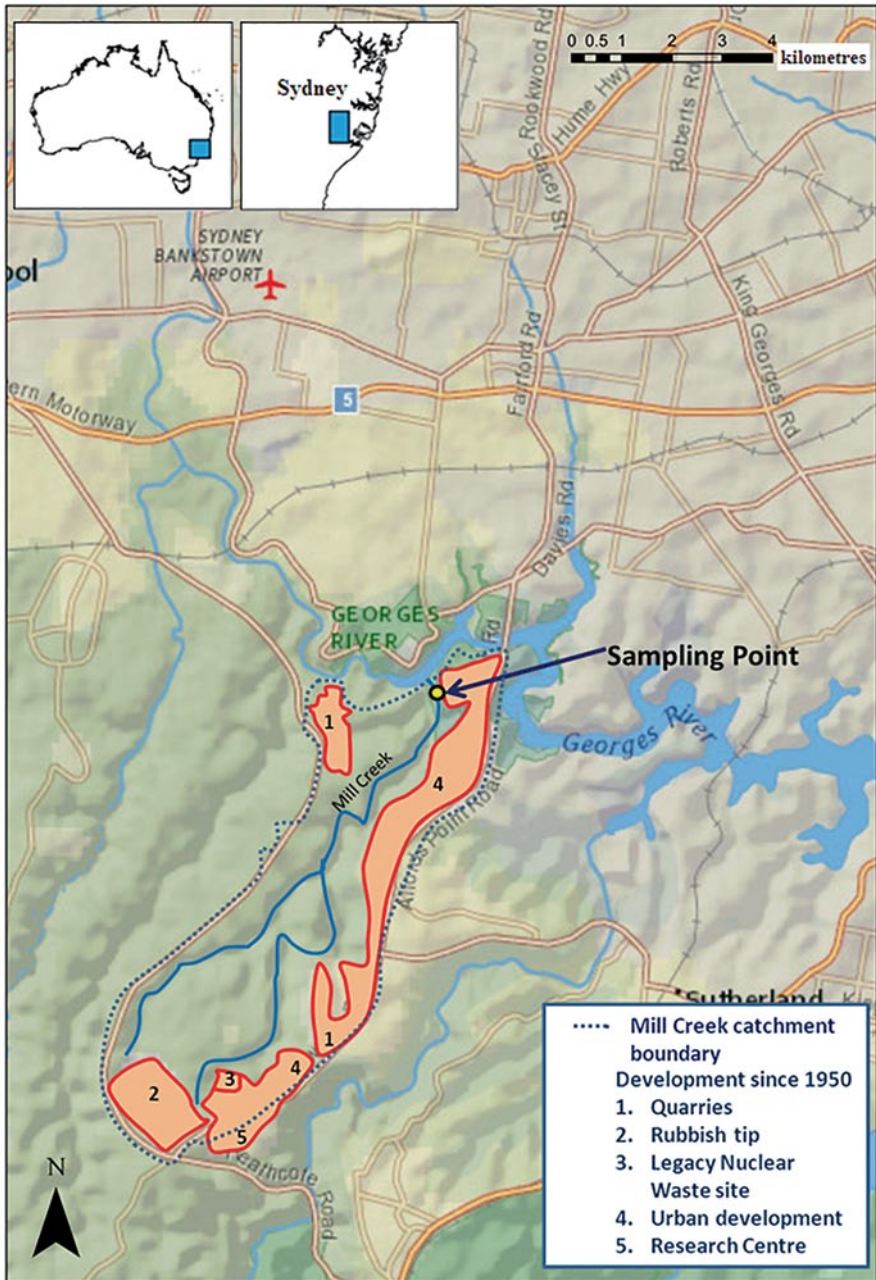 Sydney
0 0.5 1 2 3 4
kilometres
Rookwood Rd
Hume Hwy
Stacey St
Roberts Rd
SYDNEY
BANKSTOWN
AIRPORT
ool
King Georges Rd
Fairford Rd
5
ern Motorway
Davies Rd
GEORGES
RIVER
Rd
Sampling Point
1
Georges River
Mill Creek
4
Alfords Point Road
Sutherland
1
4
3
2
5
Heathcote
Road
N
Mill Creek catchment
boundary
Development since 1950
1. Quarries
2. Rubbish tip
3. Legacy Nuclear
Waste site
4. Urban development
5. Research Centre